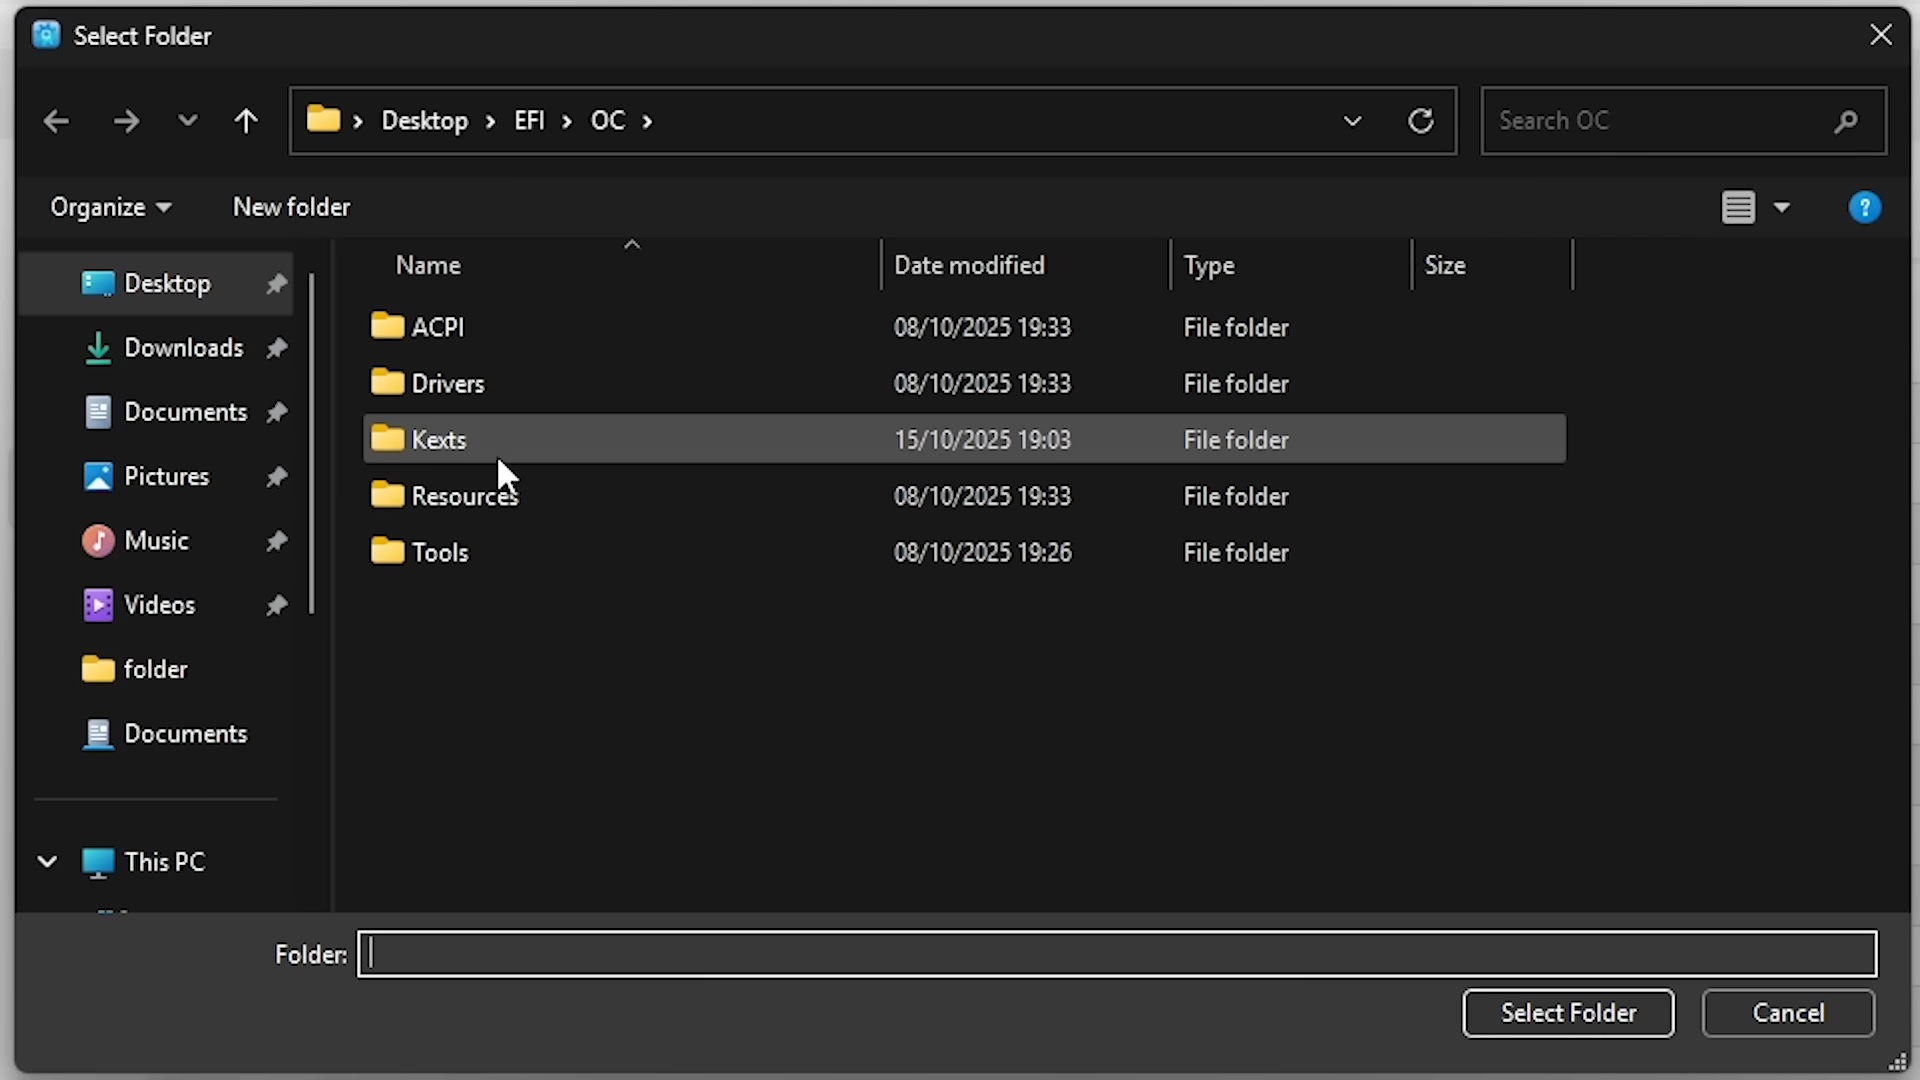 Select Folder
Desktop > EFI > OC >
Search OC
Organize
New folder
?
Name Date modified Type Size
ACPI 08/10/2025 19:33 File folder
Drivers 08/10/2025 19:33 File folder
Kexts 15/10/2025 19:03 File folder
Resources 08/10/2025 19:33 File folder
Tools 08/10/2025 19:26 File folder
Desktop
Downloads
Documents
Pictures
Music
Videos
folder
Documents
This PC
Folder:
Select Folder
Cancel